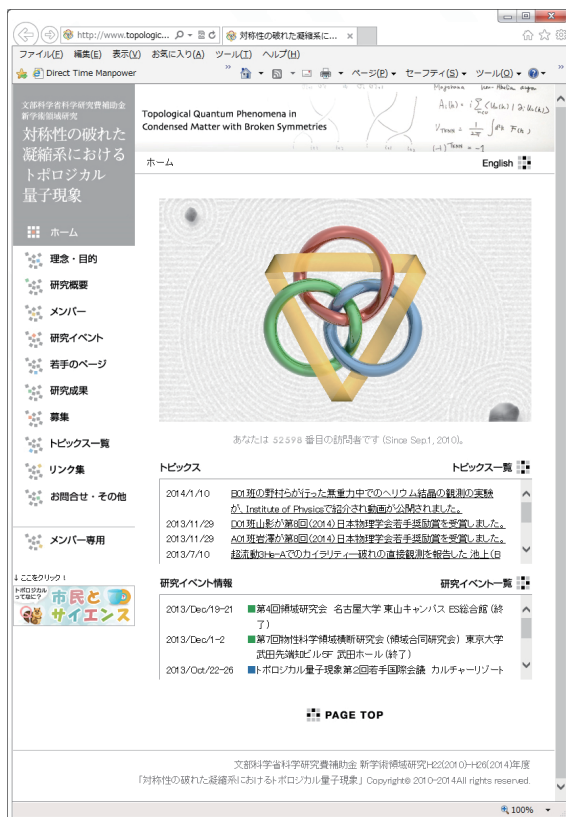 http://www.topologic...
対称性の破れた凝縮系に...
ファイル(F) 編集(E) 表示(V) お気に入り(A) ツール(T) ヘルプ(H)
Direct Time Manpower
ページ(P) セーフティ(S) ツール(O)
文部科学省科学研究費補助金
新学術領域研究
対称性の破れた
凝縮系における
トポロジカル
量子現象
Topological Quantum Phenomena in
Condensed Matter with Broken Symmetries
ホーム
English
ホーム
理念・目的
研究概要
メンバー
研究イベント
若手のページ
研究成果
募集
トピックス一覧
リンク集
お問合せ・その他
メンバー専用
↓ここをクリック!
トポロジカルってなに?
市民と
サイエンス
あなたは 52598 番目の訪問者です (Since Sep.1, 2010)。
トピックス
トピックス一覧
2014/1/10 B01班の野村らが行った無重力中でのヘリウム結晶の観測の実験
が、Institute of Physicsで紹介され動画が公開されました。
2013/11/29 D01班山影が第8回(2014)日本物理学会若手奨励賞を受賞しました。
2013/11/29 A01班岩澤が第8回(2014)日本物理学会若手奨励賞を受賞しました。
2013/7/10 超流動3He-Aでのカイラリティー破れの直接観測を報告した 池上(B
研究イベント情報
研究イベント一覧
2013/Dec/19-21 ■第4回領域研究会 名古屋大学 東山キャンパス ES総合館 (終
了)
2013/Dec/1-2 ■第7回物性科学領域横断研究会 (領域合同研究会) 東京大学
武田先端知ビル5F 武田ホール (終了)
2013/Oct/22-26 ■トポロジカル量子現象第2回若手国際会議 カルチャーリゾート
PAGE TOP
文部科学省科学研究費補助金 新学術領域研究H22(2010)-H26(2014)年度
「対称性の破れた凝縮系におけるトポロジカル量子現象」 Copyright© 2010-2014All rights reserved.
100%